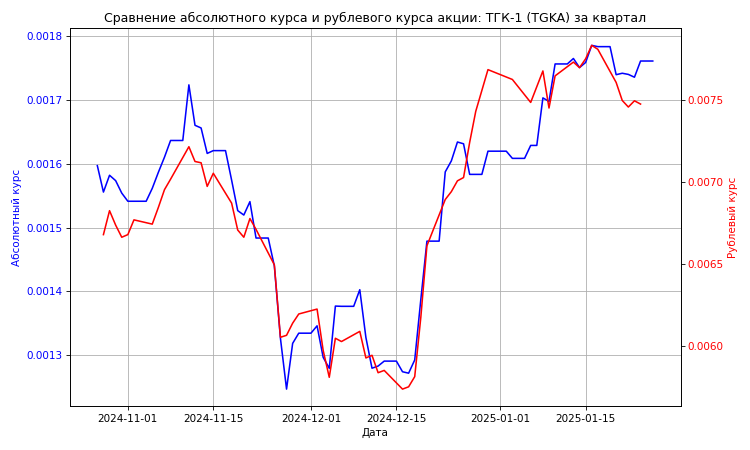 Сравнение абсолютного курса и рублевого курса акции: ТГК-1 (TGKA) за квартал
0.0018
0.0017
0.0016
0.0015
0.0014
0.0013
Абсолютный курс
0.0075
0.0070
0.0065
0.0060
Рублевый курс
2024-11-01 2024-11-15 2024-12-01 2024-12-15 2025-01-01 2025-01-15
Дата